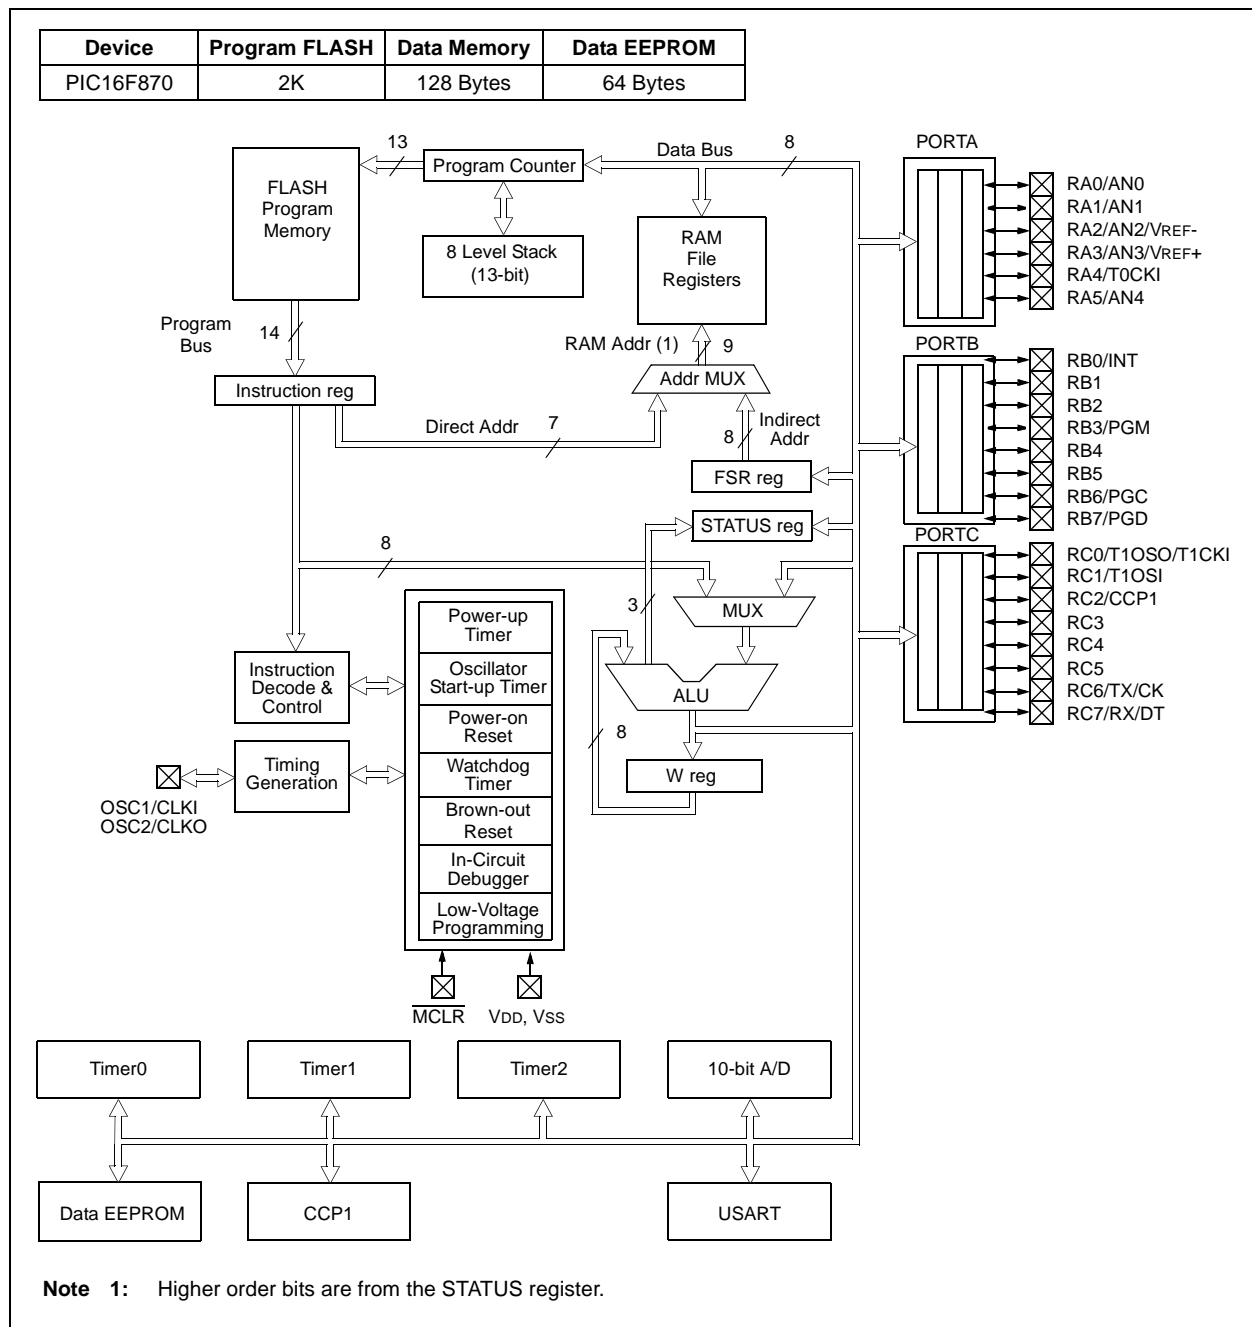 Device Program FLASH Data Memory Data EEPROM
PIC16F870 2K 128 Bytes 64 Bytes
FLASH
Program
Memory
13
Program Counter
8 Level Stack
(13-bit)
Data Bus
8
RAM
File
Registers
Program
Bus
14
RAM Addr (1)
9
Addr MUX
Instruction reg
Direct Addr
7
8
Indirect
Addr
FSR reg
STATUS reg
8
3
MUX
ALU
8
W reg
Power-up
Timer
Oscillator
Start-up Timer
Power-on
Reset
Watchdog
Timer
Brown-out
Reset
In-Circuit
Debugger
Low-Voltage
Programming
Instruction
Decode &
Control
Timing
Generation
OSC1/CLKI
OSC2/CLKO
MCLR
VDD, VSS
PORTA
RA0/AN0
RA1/AN1
RA2/AN2/VREF-
RA3/AN3/VREF+
RA4/T0CKI
RA5/AN4
PORTB
RB0/INT
RB1
RB2
RB3/PGM
RB4
RB5
RB6/PGC
RB7/PGD
PORTC
RC0/T1OSO/T1CKI
RC1/T1OSI
RC2/CCP1
RC3
RC4
RC5
RC6/TX/CK
RC7/RX/DT
Timer0
Timer1
Timer2
10-bit A/D
Data EEPROM
CCP1
USART
Note 1: Higher order bits are from the STATUS register.